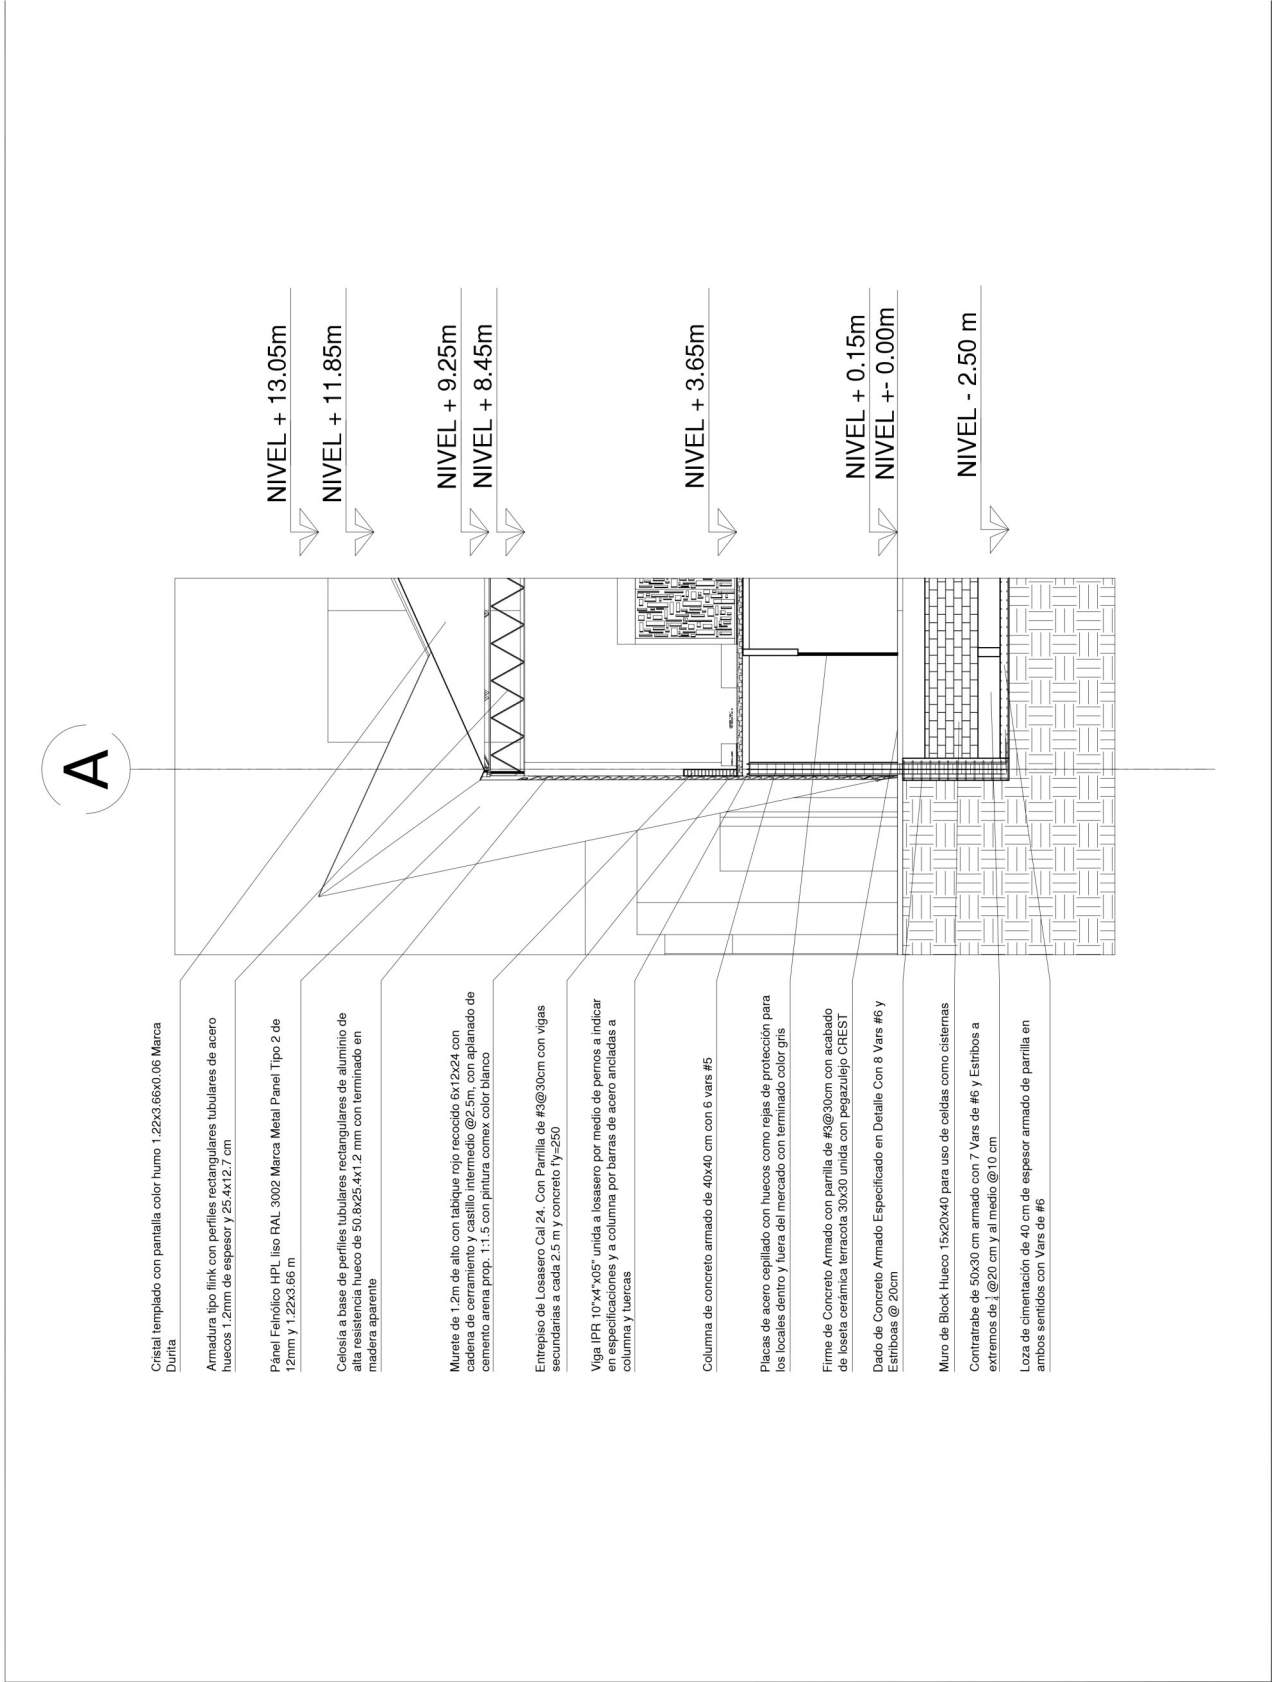 A
Cristal templado con pantalla color humo 1.22x3.66x0.06 Marca
Durita
Armadura tipo flink con perfiles rectangulares tubulares de acero
huecos 1.2mm de espesor y 25.4x12.7 cm
Pánel Felnólico HPL liso RAL 3002 Marca Metal Panel Tipo 2 de
12mm y 1.22x3.66 m
Celosía a base de perfiles tubulares rectangulares de aluminio de
alta resistencia hueco de 50.8x25.4x1.2 mm con terminado en
madera aparente
Murete de 1.2m de alto con tabique rojo recocido 6x12x24 con
cadena de cerramiento y castillo intermedio @2.5m, con aplanado de
cemento arena prop. 1:1.5 con pintura comex color blanco
Entrepiso de Losasero Cal 24. Con Parrilla de #3@30cm con vigas
secundarias a cada 2.5 m y concreto f'y=250
Viga IPR 10"x4"x05" unida a losasero por medio de pernos a indicar
en especificaciones y a columna por barras de acero ancladas a
columna y tuercas
Columna de concreto armado de 40x40 cm con 6 vars #5
Placas de acero cepillado con huecos como rejas de protección para
los locales dentro y fuera del mercado con terminado color gris
Firme de Concreto Armado con parrilla de #3@30cm con acabado
de loseta cerámica terracota 30x30 unida con pegazulejo CREST
Dado de Concreto Armado Especificado en Detalle Con 8 Vars #6 y
Estriboas @ 20cm
Muro de Block Hueco 15x20x40 para uso de celdas como cisternas
Contratrabe de 50x30 cm armado con 7 Vars de #6 y Estribos a
extremos de @20 cm y al medio @10 cm
Loza de cimentación de 40 cm de espesor armado de parrilla en
ambos sentidos con Vars de #6
NIVEL + 13.05m
NIVEL + 11.85m
NIVEL + 9.25m
NIVEL + 8.45m
NIVEL + 3.65m
NIVEL + 0.15m
NIVEL +- 0.00m
NIVEL - 2.50 m